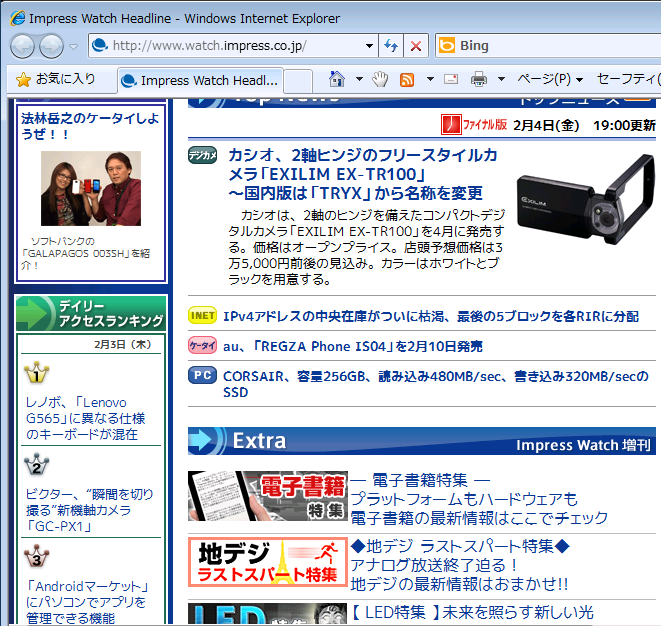 Impress Watch Headline - Windows Internet Explorer
http://www.watch.impress.co.jp/
Bing
お気に入り
Impress Watch Headl...
ページ(P)
セーフティ(
法林岳之のケータイしよ
うぜ！！
ソフトバンクの
「GALAPAGOS 003SH」を紹
介！
デイリー
アクセスランキング
2月3日（木）
1
レノボ、「Lenovo
G565」に異なる仕様
のキーボードが混在
2
ビクター、“瞬間を切り
撮る”新機軸カメラ
「GC-PX1」
3
「Androidマーケット」
にパソコンでアプリを
管理できる機能
Top News
トップニュース
ファイナル版 2月4日(金) 19:00更新
デジカメ
カシオ、2軸ヒンジのフリースタイルカ
メラ「EXILIM EX-TR100」
～国内版は「TRYX」から名称を変更
EXILIM
カシオは、2軸のヒンジを備えたコンパクトデジ
タルカメラ「EXILIM EX-TR100」を4月に発売す
る。価格はオープンプライス。店頭予想価格は3
万5,000円前後の見込み。カラーはホワイトとブ
ラックを用意する。
INET IPv4アドレスの中央在庫がついに枯渇、最後の5ブロックを各RIRに分配
ケータイ au、「REGZA Phone IS04」を2月10日発売
PC CORSAIR、容量256GB、読み込み480MB/sec、書き込み320MB/secの
SSD
Extra
Impress Watch 増刊
電子書籍
特集
― 電子書籍特集 ―
プラットフォームもハードウェアも
電子書籍の最新情報はここでチェック
地デジ
ラストスパート特集
◆地デジ ラストスパート特集◆
アナログ放送終了迫る！
地デジの最新情報はおまかせ!!
LED
【 LED特集 】未来を照らす新しい光